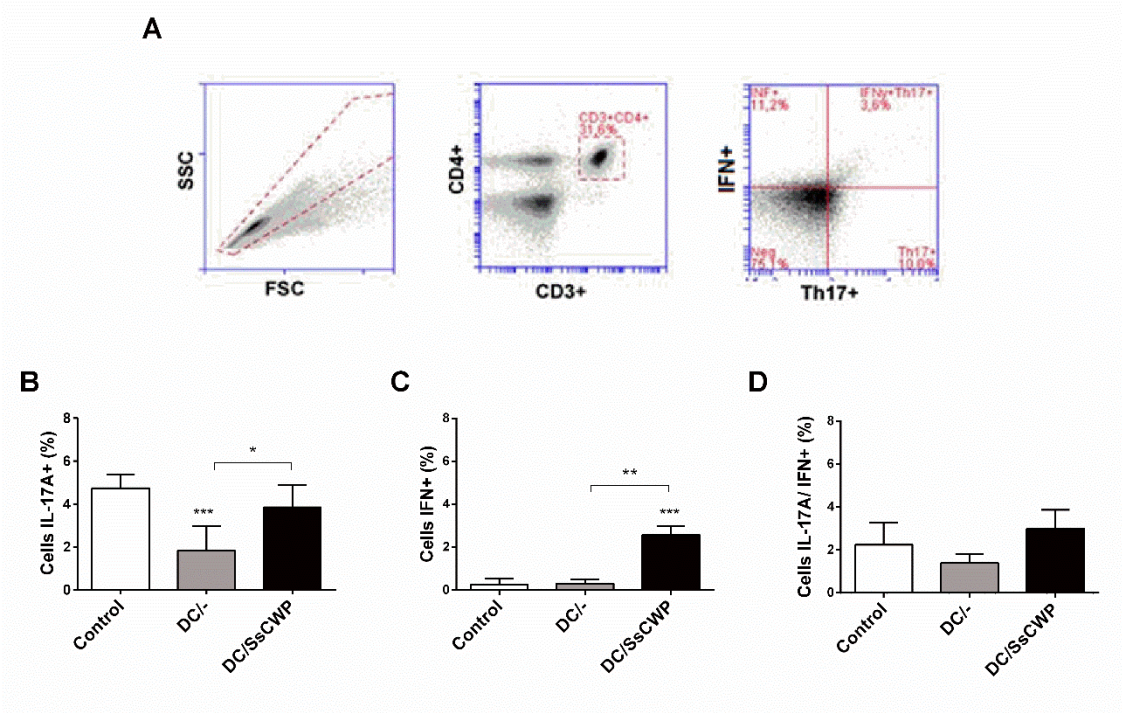 A
SSC
FSC
CD4+
CD3+CD4+
31,6%
CD3+
IFN+
INF+
11,2%
IFNy+Th17+
3,6%
Neg
75,1%
Th17+
10,0%
Th17+
B
Cells IL-17A+ (%)
8
6
4
2
0
*
***
Control
DC/-
DC/SsCWP
C
Cells IFN+ (%)
8
6
4
2
0
**
***
Control
DC/-
DC/SsCWP
D
Cells IL-17A/ IFN+ (%)
8
6
4
2
0
Control
DC/-
DC/SsCWP